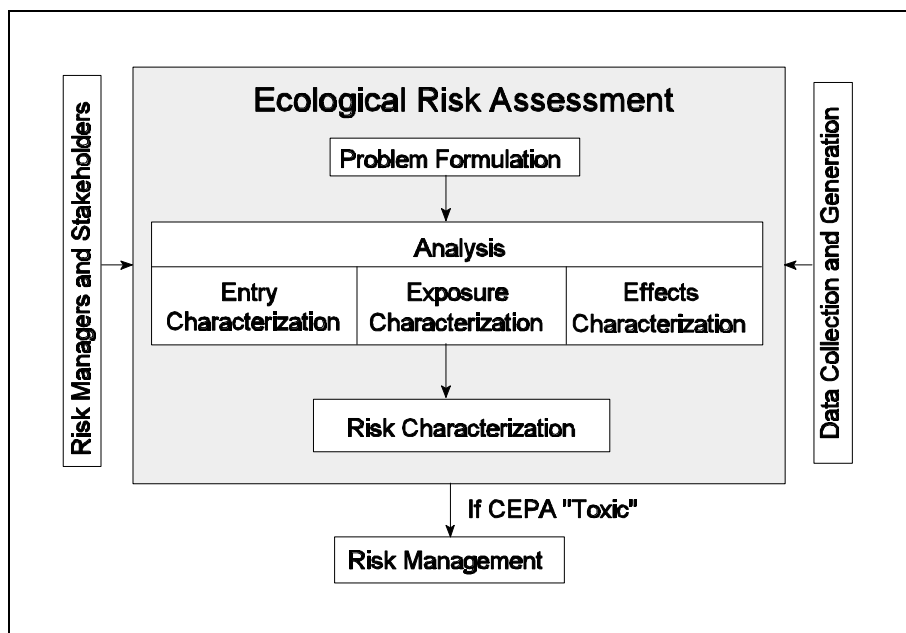 Ecological Risk Assessment
Risk Managers and Stakeholders
Problem Formulation
Analysis
Entry
Characterization
Exposure
Characterization
Effects
Characterization
Risk Characterization
Data Collection and Generation
If CEPA "Toxic"
Risk Management